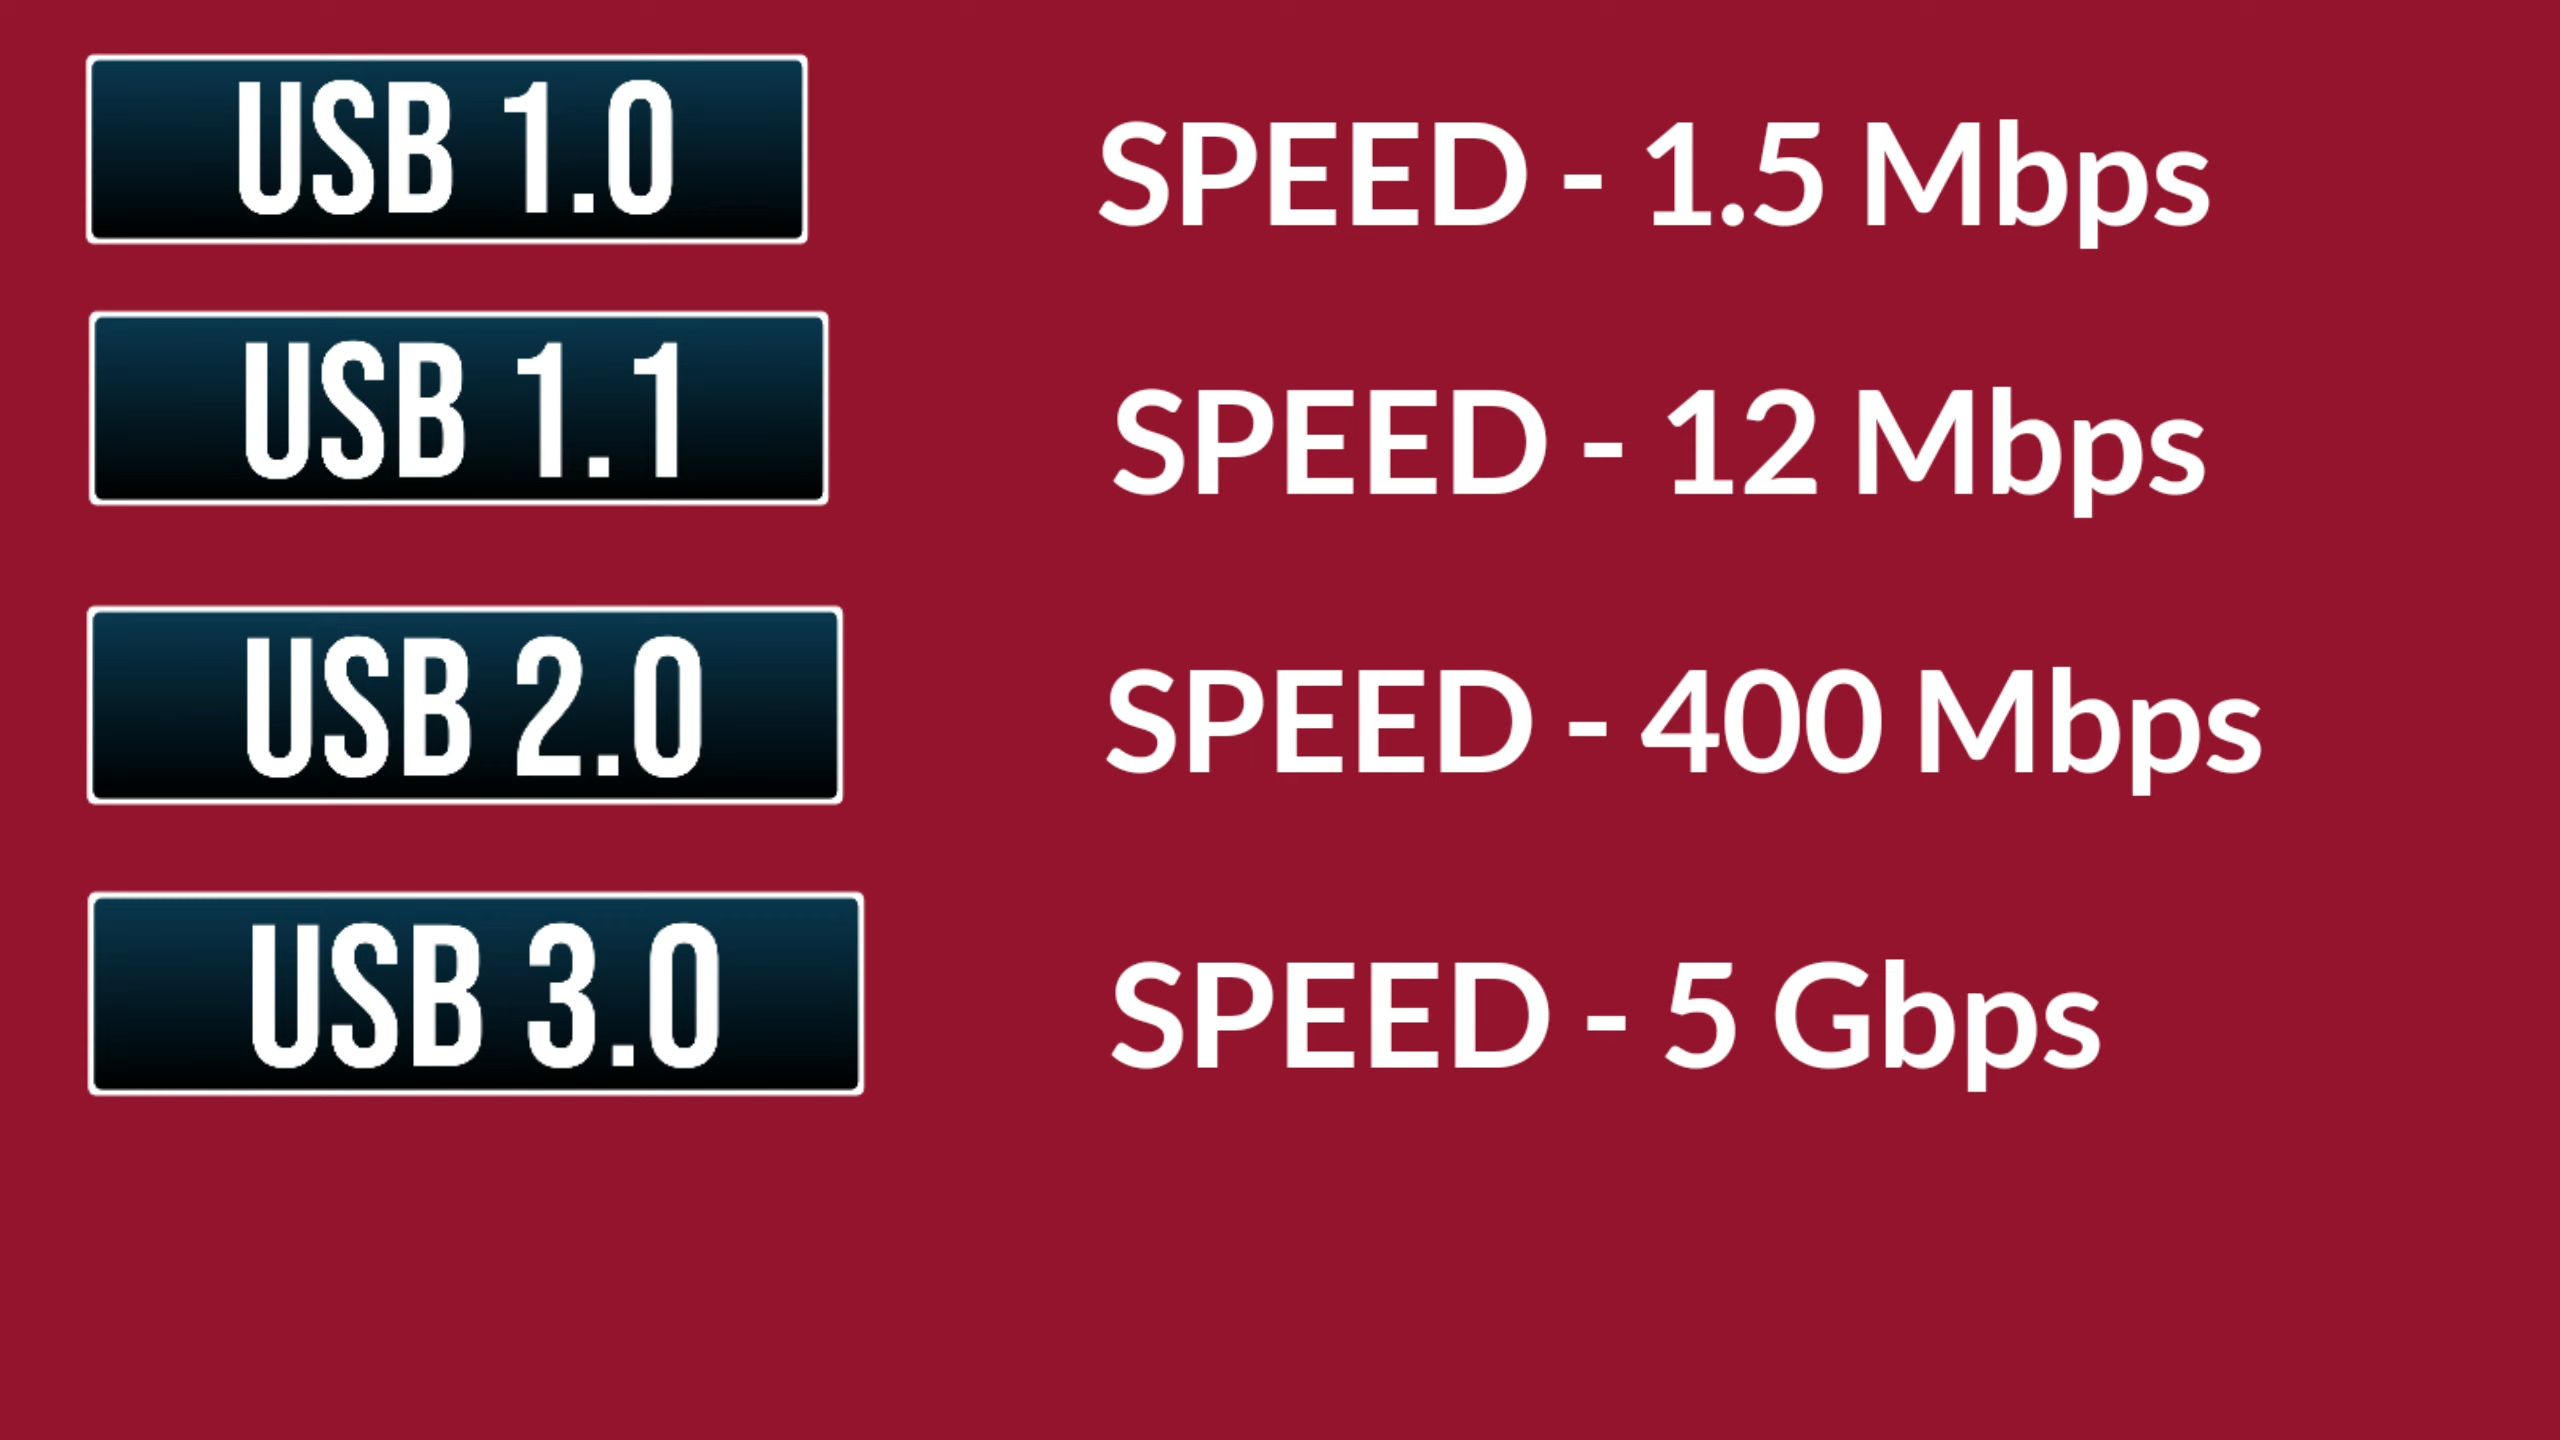 USB 1.0 SPEED - 1.5 Mbps
USB 1.1 SPEED - 12 Mbps
USB 2.0 SPEED - 400 Mbps
USB 3.0 SPEED - 5 Gbps